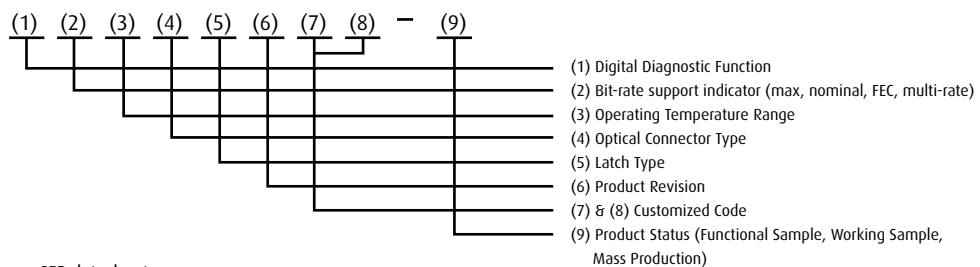 (1) (2) (3) (4) (5) (6) (7) (8) – (9)
(1) Digital Diagnostic Function
(2) Bit-rate support indicator (max, nominal, FEC, multi-rate)
(3) Operating Temperature Range
(4) Optical Connector Type
(5) Latch Type
(6) Product Revision
(7) & (8) Customized Code
(9) Product Status (Functional Sample, Working Sample,
Mass Production)